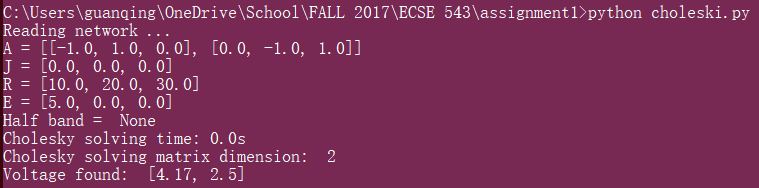 C:\Users\guanqing\OneDrive\School\FALL 2017\ECSE 543\assignment1>python choleski.py
Reading network ...
A = [[-1.0, 1.0, 0.0], [0.0, -1.0, 1.0]]
J = [0.0, 0.0, 0.0]
R = [10.0, 20.0, 30.0]
E = [5.0, 0.0, 0.0]
Half band =  None
Cholesky solving time: 0.0s
Cholesky solving matrix dimension:  2
Voltage found:  [4.17, 2.5]